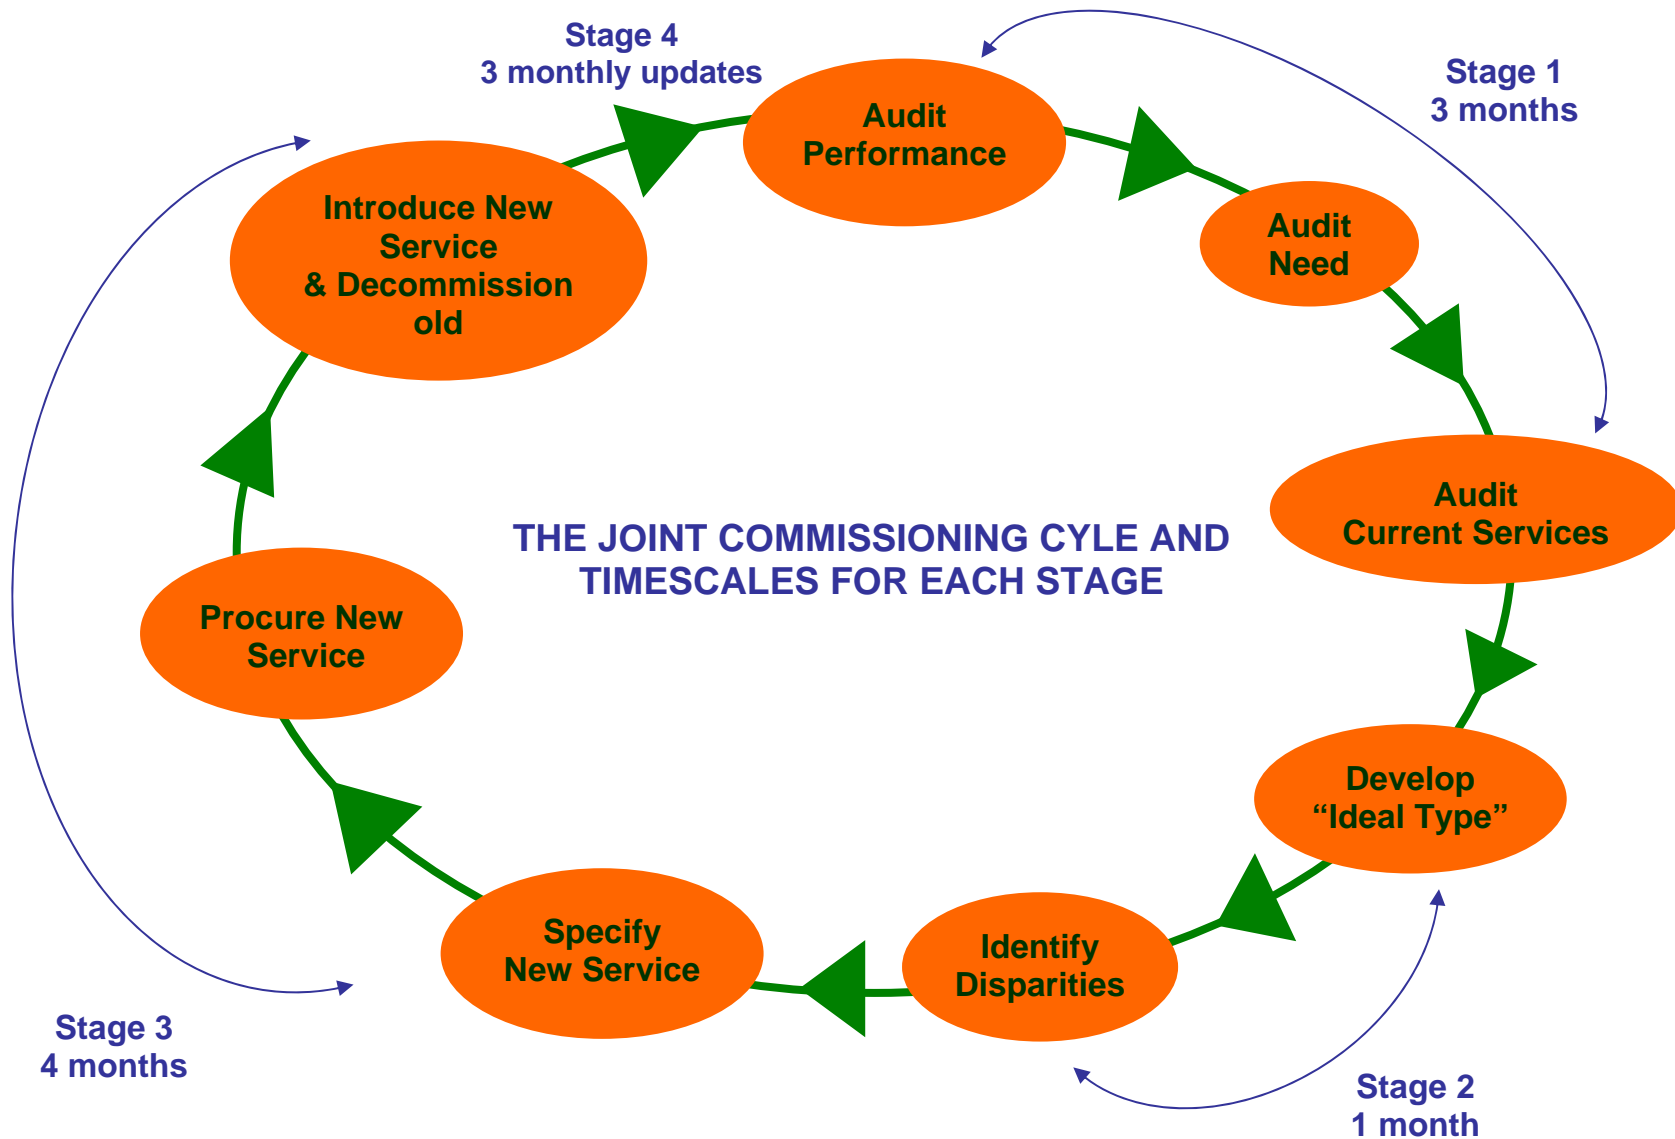 Stage 4
3 monthly updates
Stage 1
3 months
Audit
Performance
Audit
Need
Introduce New
Service
& Decommission
old
Audit
Current Services
THE JOINT COMMISSIONING CYLE AND
TIMESCALES FOR EACH STAGE
Procure New
Service
Develop
“Ideal Type”
Specify
New Service
Identify
Disparities
Stage 3
4 months
Stage 2
1 month